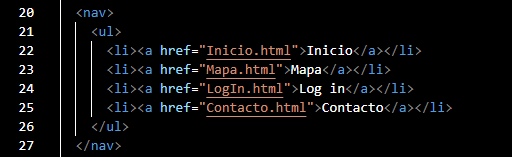 20 <nav>
21 <ul>
22 <li><a href="Inicio.html">Inicio</a></li>
23 <li><a href="Mapa.html">Mapa</a></li>
24 <li><a href="LogIn.html">Log in</a></li>
25 <li><a href="Contacto.html">Contacto</a></li>
26 </ul>
27 </nav>